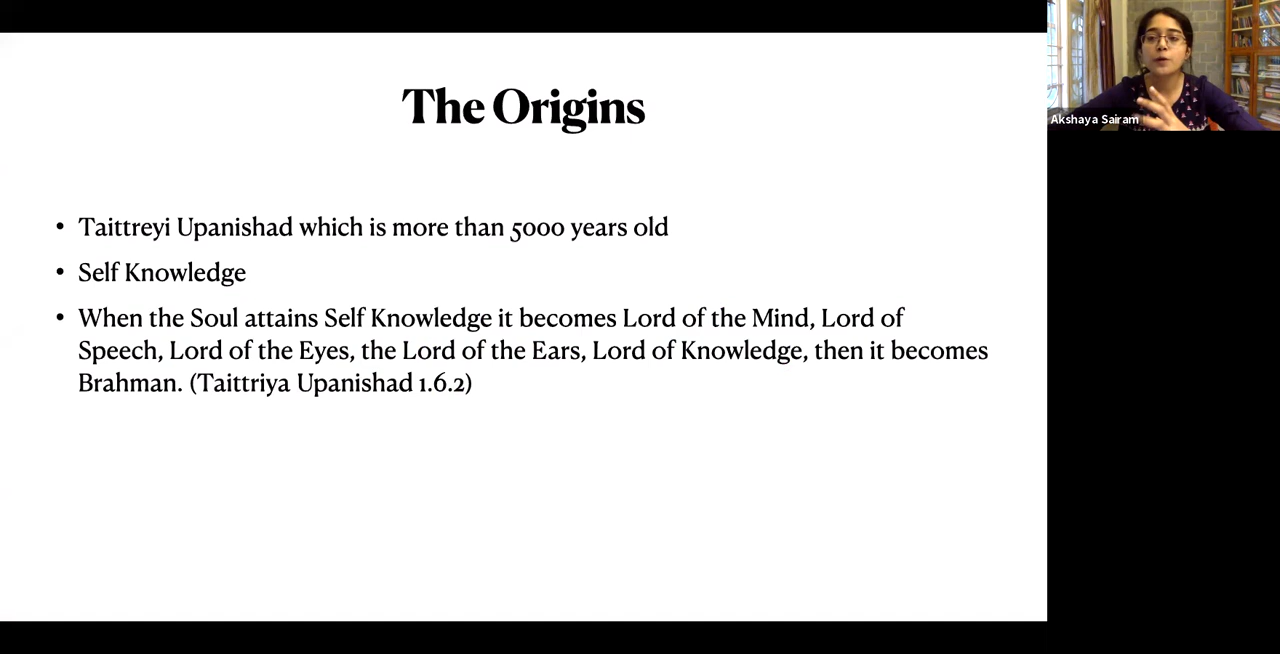 The Origins
• Taittreyi Upanishad which is more than 5000 years old
• Self Knowledge
• When the Soul attains Self Knowledge it becomes Lord of the Mind, Lord of
Speech, Lord of the Eyes, the Lord of the Ears, Lord of Knowledge, then it becomes
Brahman. (Taittriya Upanishad 1.6.2)
Akshaya Sairam